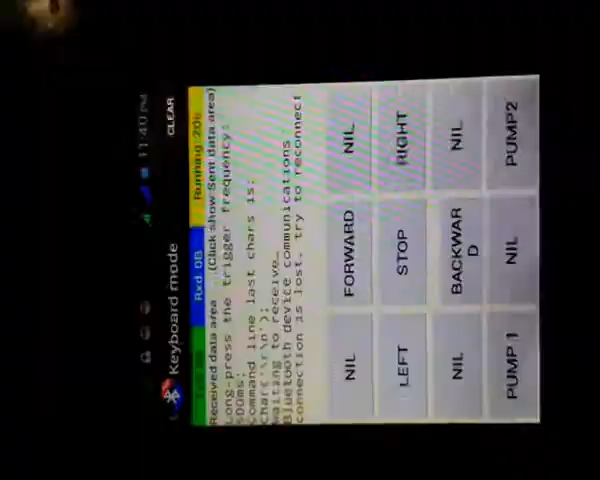 11:40 PM
Keyboard mode CLEAR
Rxd: 0B Running: 20s
Received data area (Click show Sent data area)
Long-press the trigger frequency:
500ms;
Command line last chars is:
chars'\r\n');
Waiting to receive…
Bluetooth device communications
connection is lost, try to reconnect
NIL FORWARD NIL
LEFT STOP RIGHT
NIL BACKWAR
D NIL
PUMP 1 NIL PUMP2